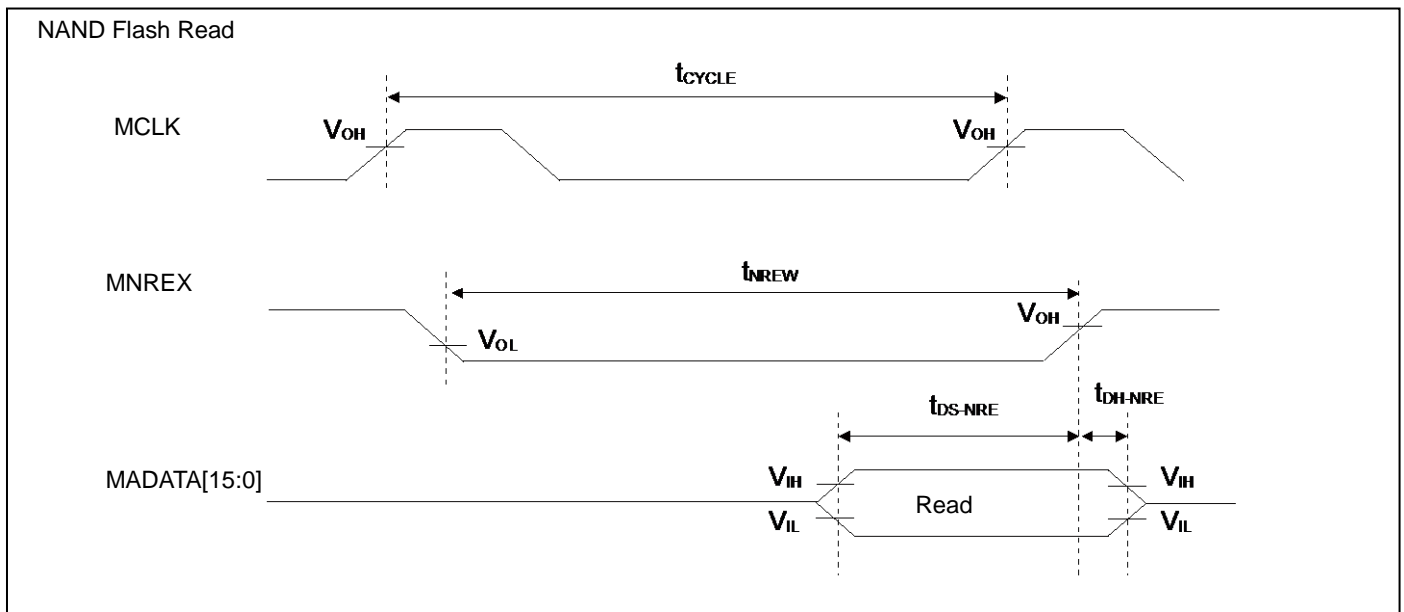 NAND Flash Read
tCYCLE
MCLK
VOH
VOH
MNREX
tNREW
VOL
VOH
tDS-NRE
tDH-NRE
MADATA[15:0]
VIH
VIL
Read
VIH
VIL